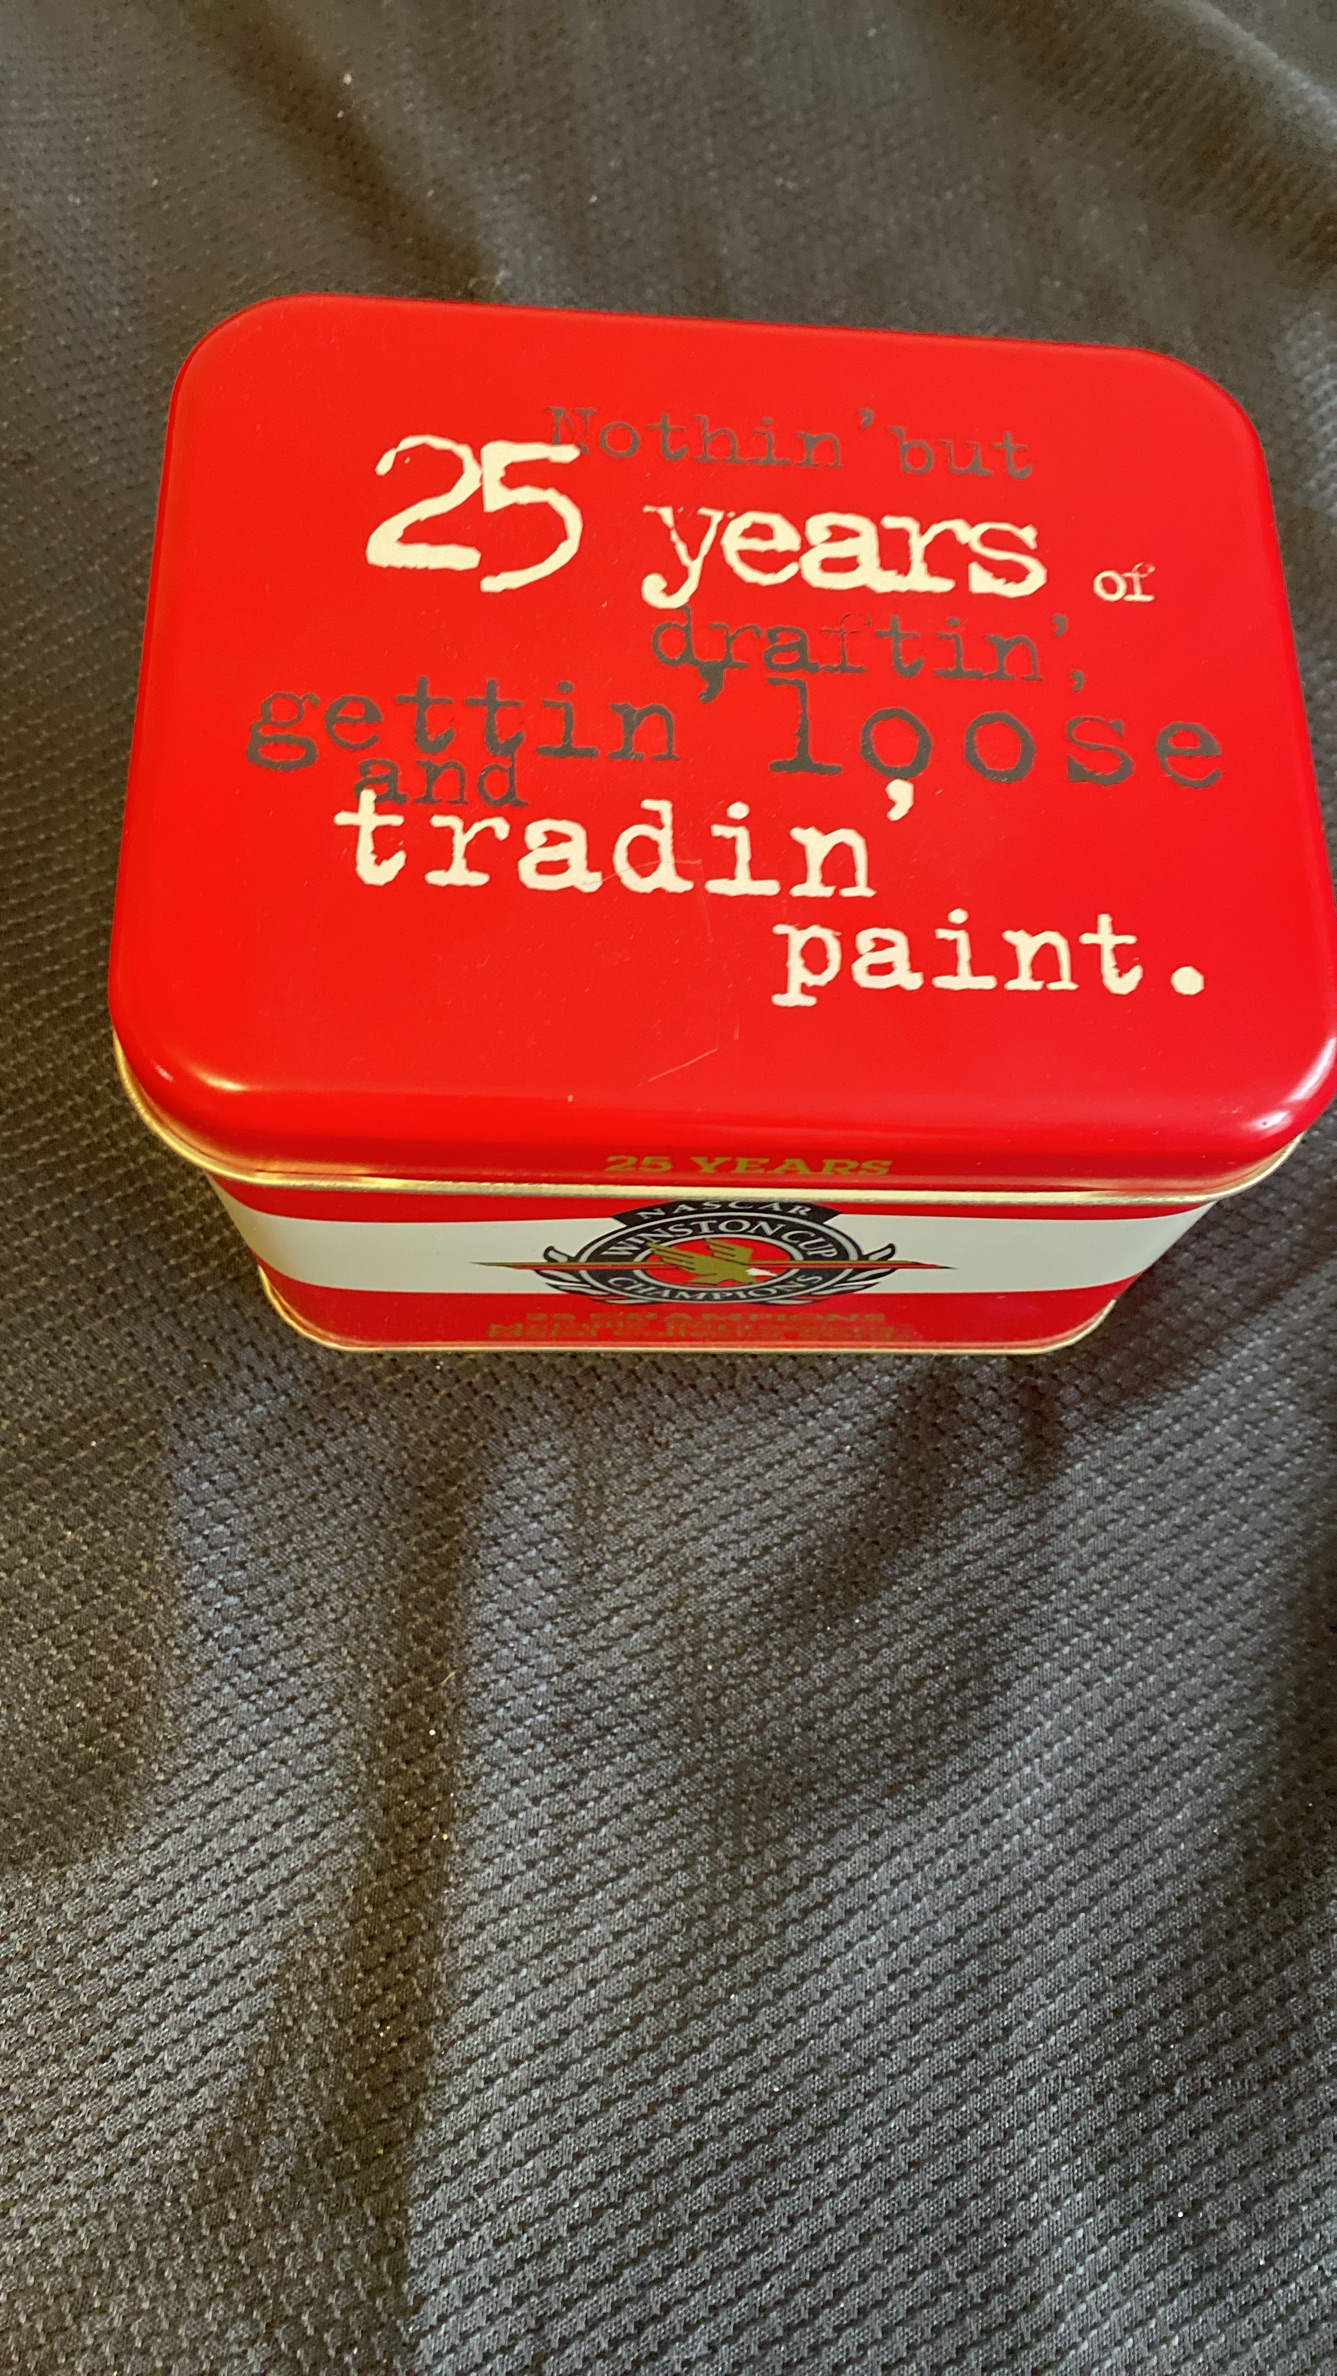 Nothin' but
25 years of
draftin',
gettin' loose
and
tradin'
paint.
25 YEARS
NASCAR
WINSTON CUP
CHAMPIONS